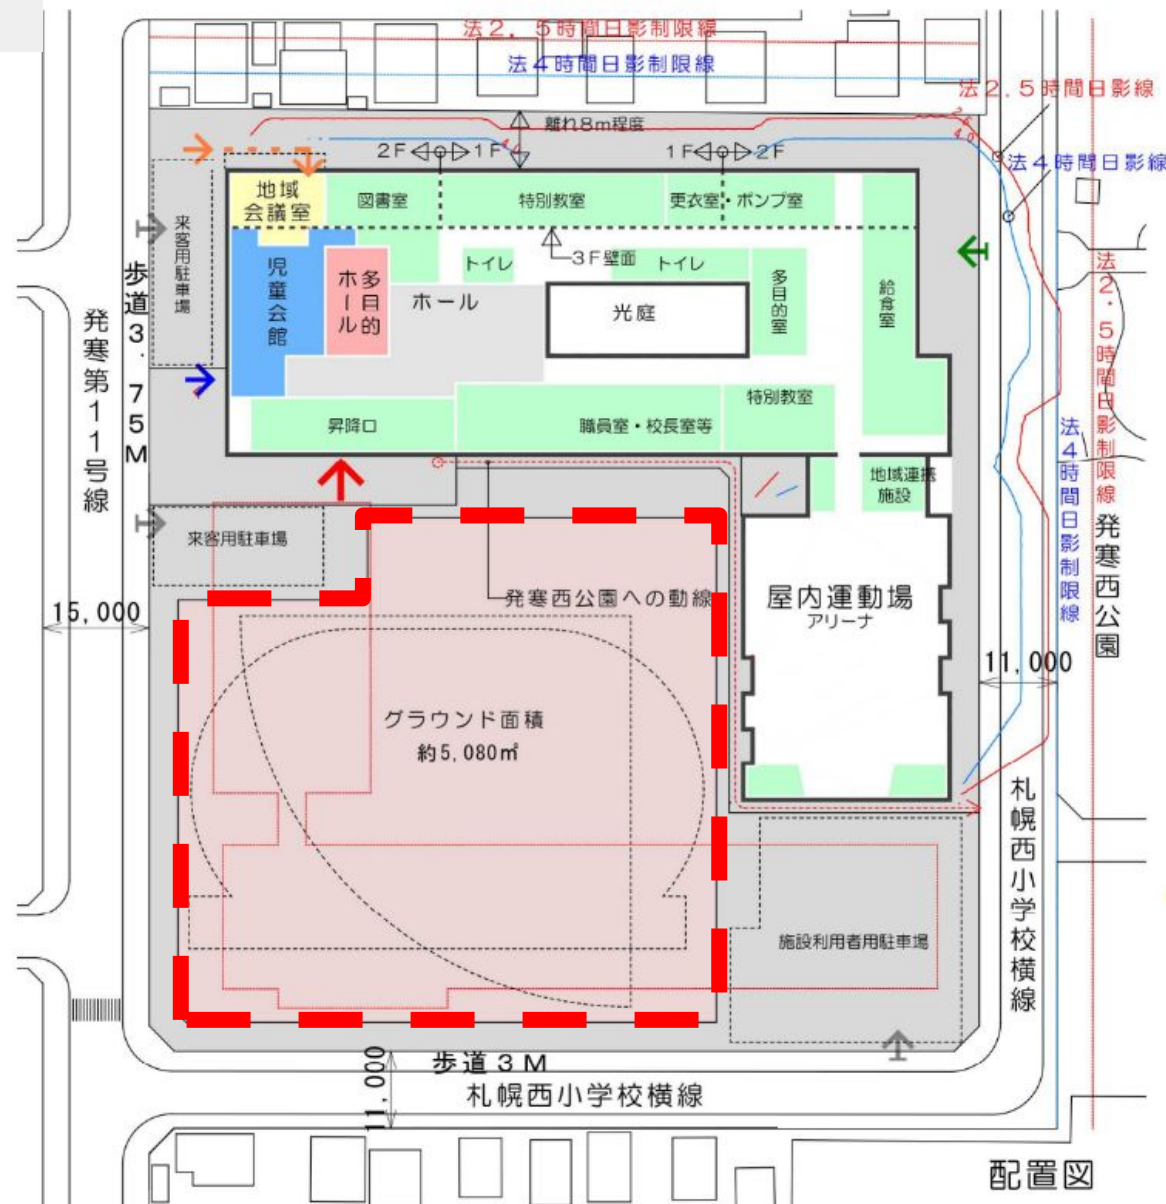 法2.5時間日影制限線
法4時間日影制限線
法2.5時間日影線
離れ8m程度
2.5
4.0
4.0
2F
1F
1F
2F
法4時間日影線
地域
会議室
図書室
特別教室
更衣室・ポンプ室
来客用駐車場
3F壁面
トイレ
トイレ
児童会館
多目的
ホール
ホール
光庭
多目的室
給食室
歩道3.75M
発寒第11号線
法2.5時間日影制限線
法4時間日影制限線
発寒西公園
特別教室
昇降口
職員室・校長室等
地域連携
施設
来客用駐車場
発寒西公園への動線
屋内運動場
アリーナ
15,000
11,000
グラウンド面積
約5,080㎡
札幌西小学校横線
施設利用者用駐車場
11,000
歩道3M
札幌西小学校横線
配置図